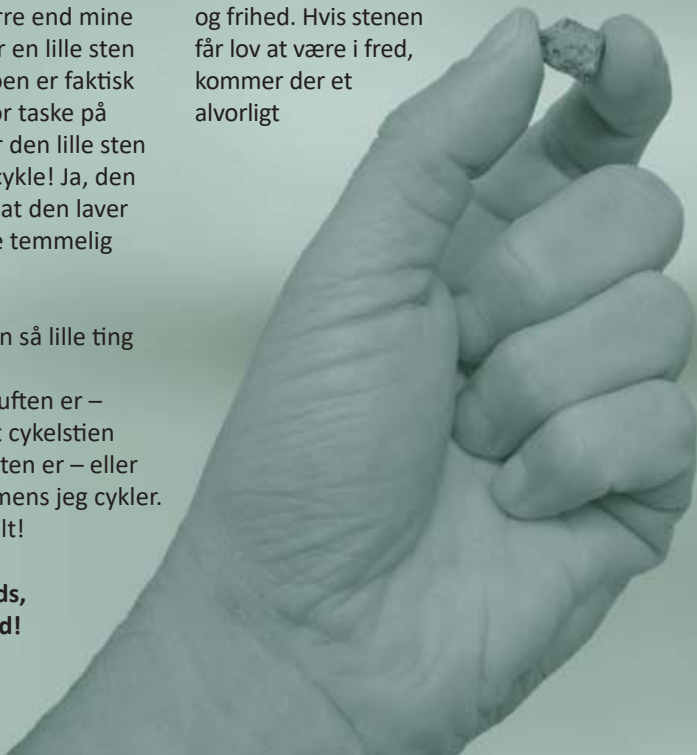 rre end mine
r en lille sten
pen er faktisk
or taske på
r den lille sten
cykle! Ja, den
at den laver
e temmelig
n så lille ting
uften er –
t cykelstien
ten er – eller
mens jeg cykler.
lt!
ds,
d!
og frihed. Hvis stenen
får lov at være i fred,
kommer der et
alvorligt